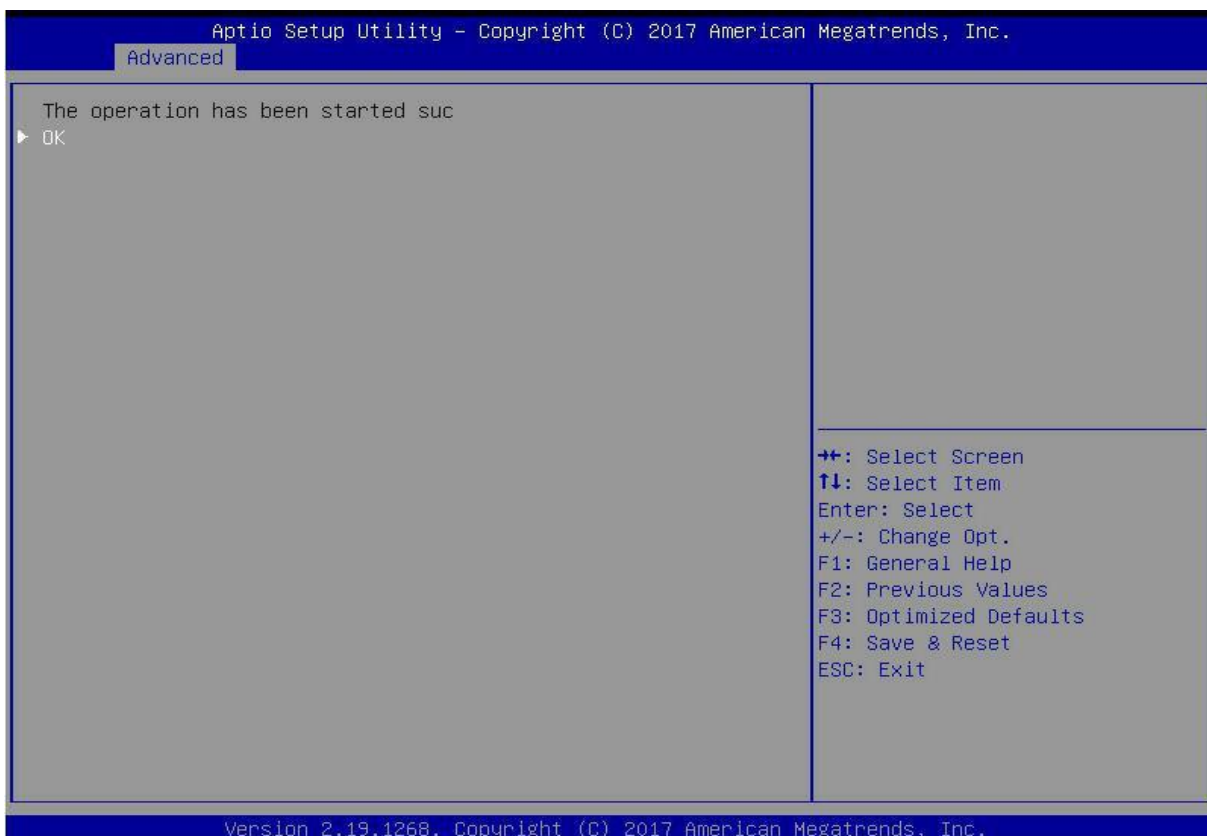 Aptio Setup Utility - Copyright (C) 2017 American Megatrends, Inc.
Advanced
The operation has been started suc
OK
→←: Select Screen
↑↓: Select Item
Enter: Select
+/-: Change Opt.
F1: General Help
F2: Previous Values
F3: Optimized Defaults
F4: Save & Reset
ESC: Exit
Version 2.19.1268. Copyright (C) 2017 American Megatrends, Inc.